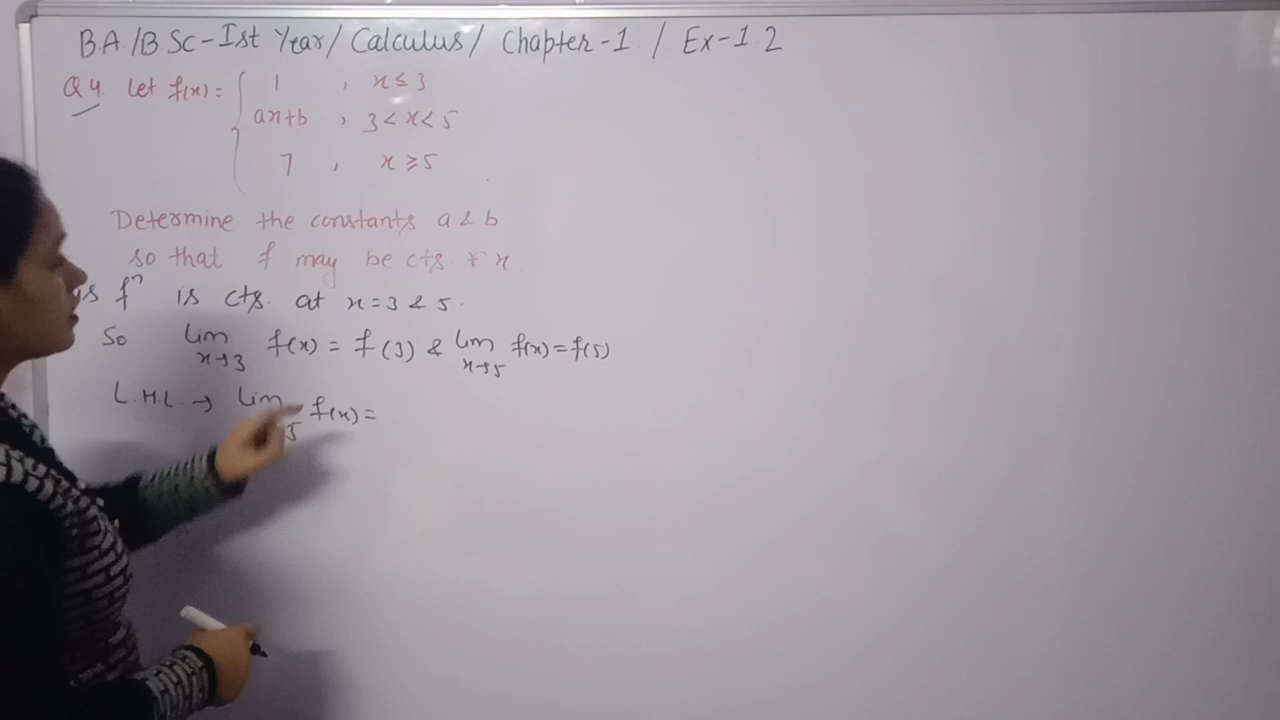 B.A./B.Sc-Ist Year/ Calculus/ Chapter-1 / Ex-1.2
Q4 Let f(x)= { 1 , x ≤ 3
ax+b , 3 < x < 5
7 , x ≥ 5
Determine the constants a & b
so that f may be cts. ∀ x
fⁿ is cts. at x = 3 & 5.
So lim x→3 f(x) = f(3) & lim x→5 f(x) = f(5)
L.H.L. → Lim 5 f(x) =